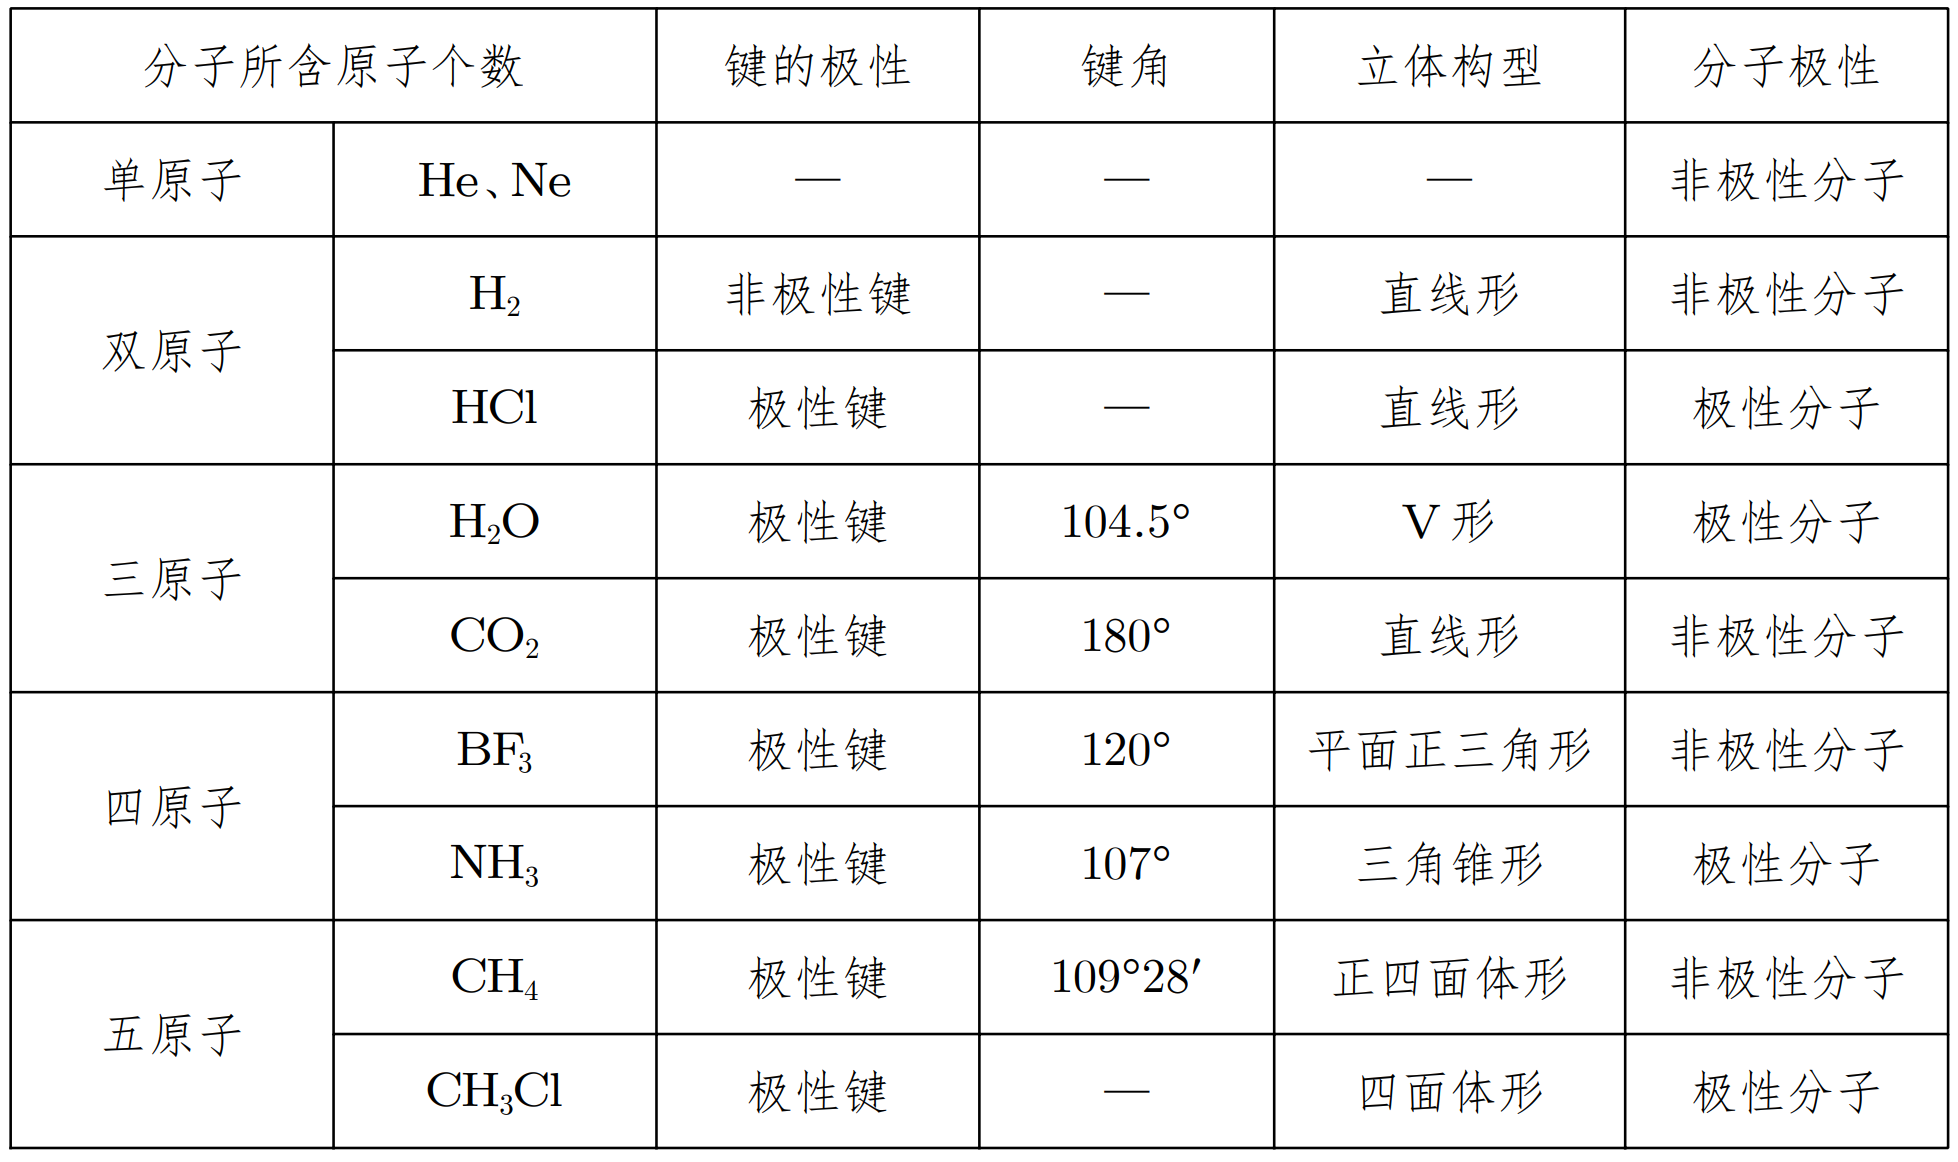 分子所含原子个数 键的极性 键角 立体构型 分子极性
单原子 He、Ne — — — 非极性分子
双原子 H₂ 非极性键 — 直线形 非极性分子
HCl 极性键 — 直线形 极性分子
三原子 H₂O 极性键 104.5° V 形 极性分子
CO₂ 极性键 180° 直线形 非极性分子
四原子 BF₃ 极性键 120° 平面正三角形 非极性分子
NH₃ 极性键 107° 三角锥形 极性分子
五原子 CH₄ 极性键 109°28′ 正四面体形 非极性分子
CH₃Cl 极性键 — 四面体形 极性分子